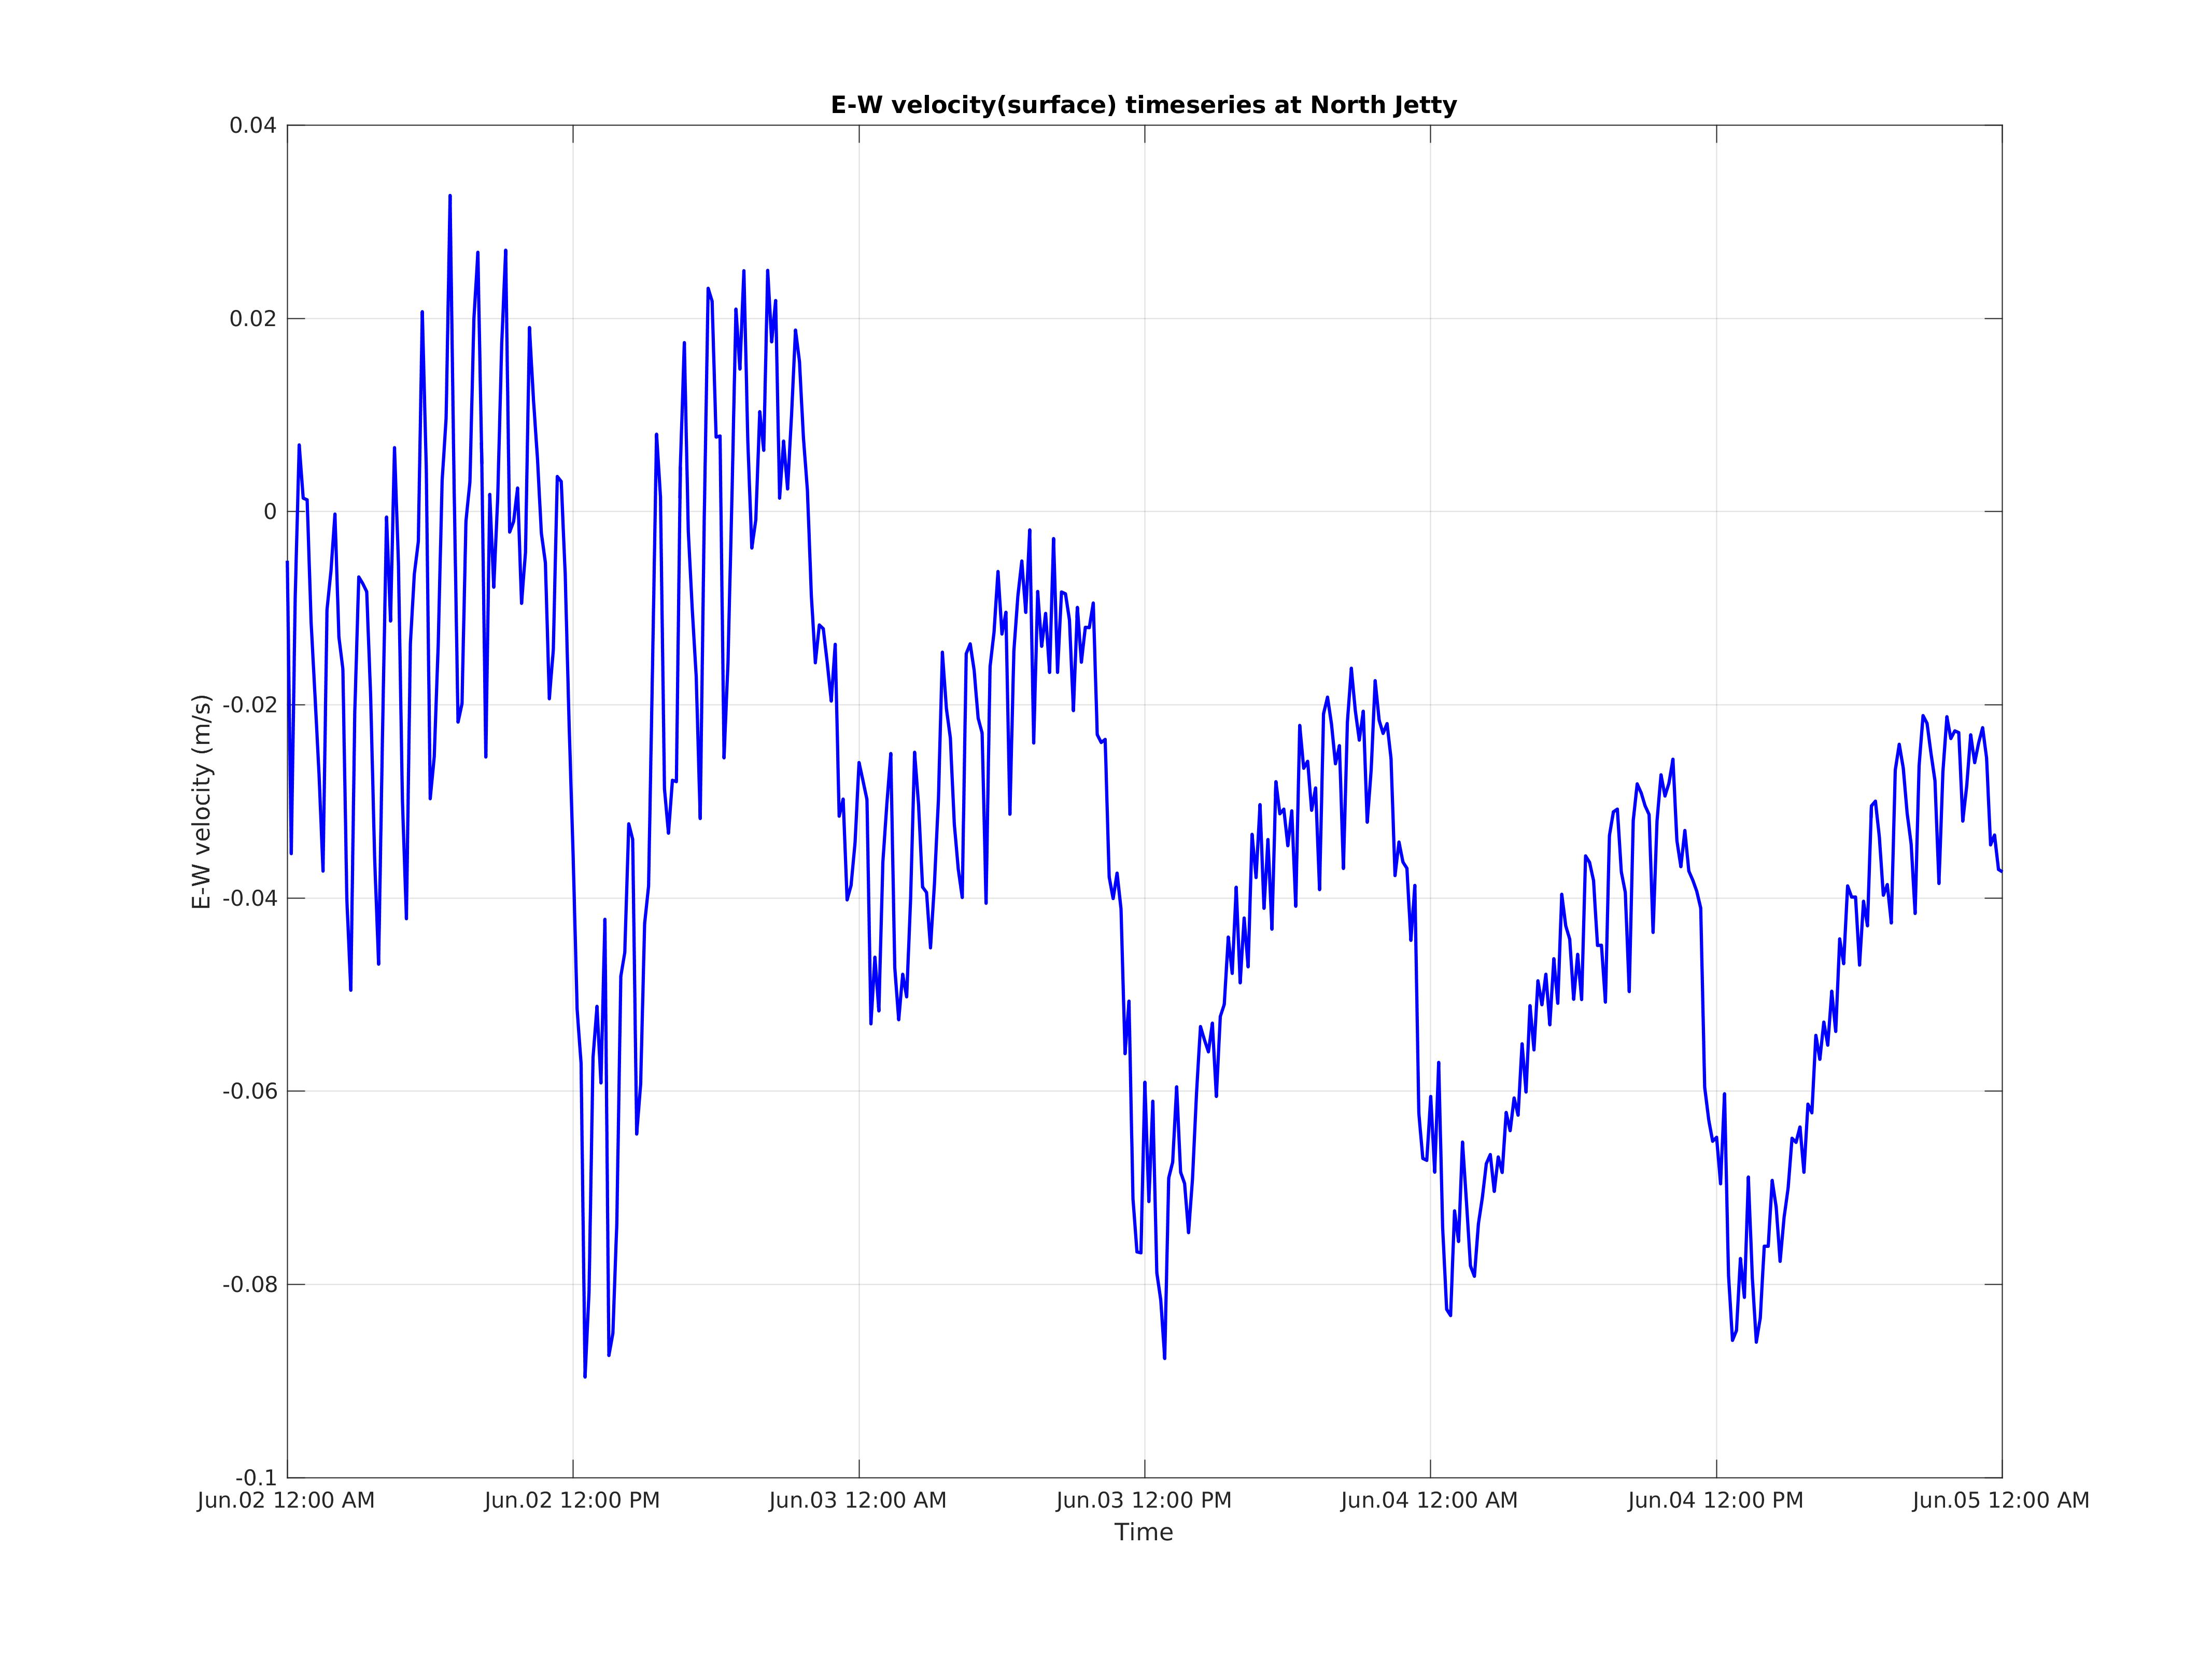 E-W velocity(surface) timeseries at North Jetty
0.04
0.02
0
-0.02
-0.04
-0.06
-0.08
-0.1
E-W velocity (m/s)
Jun.02 12:00 AM Jun.02 12:00 PM Jun.03 12:00 AM Jun.03 12:00 PM Jun.04 12:00 AM Jun.04 12:00 PM Jun.05 12:00 AM
Time